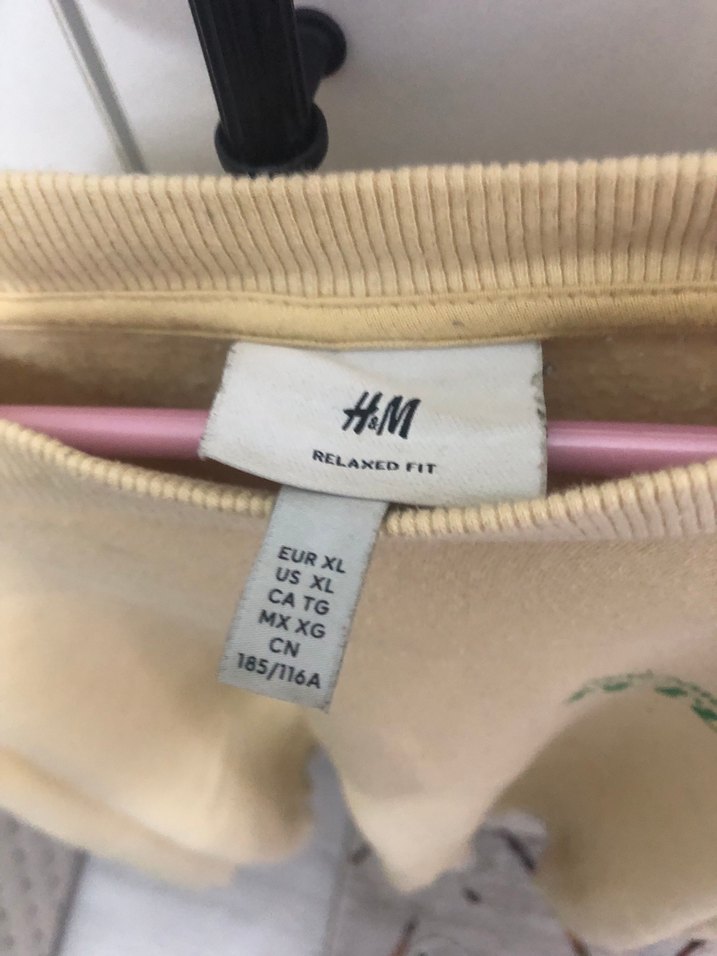 H&M
RELAXED FIT
EUR XL
US XL
CA TG
MX XG
CN
185/116A